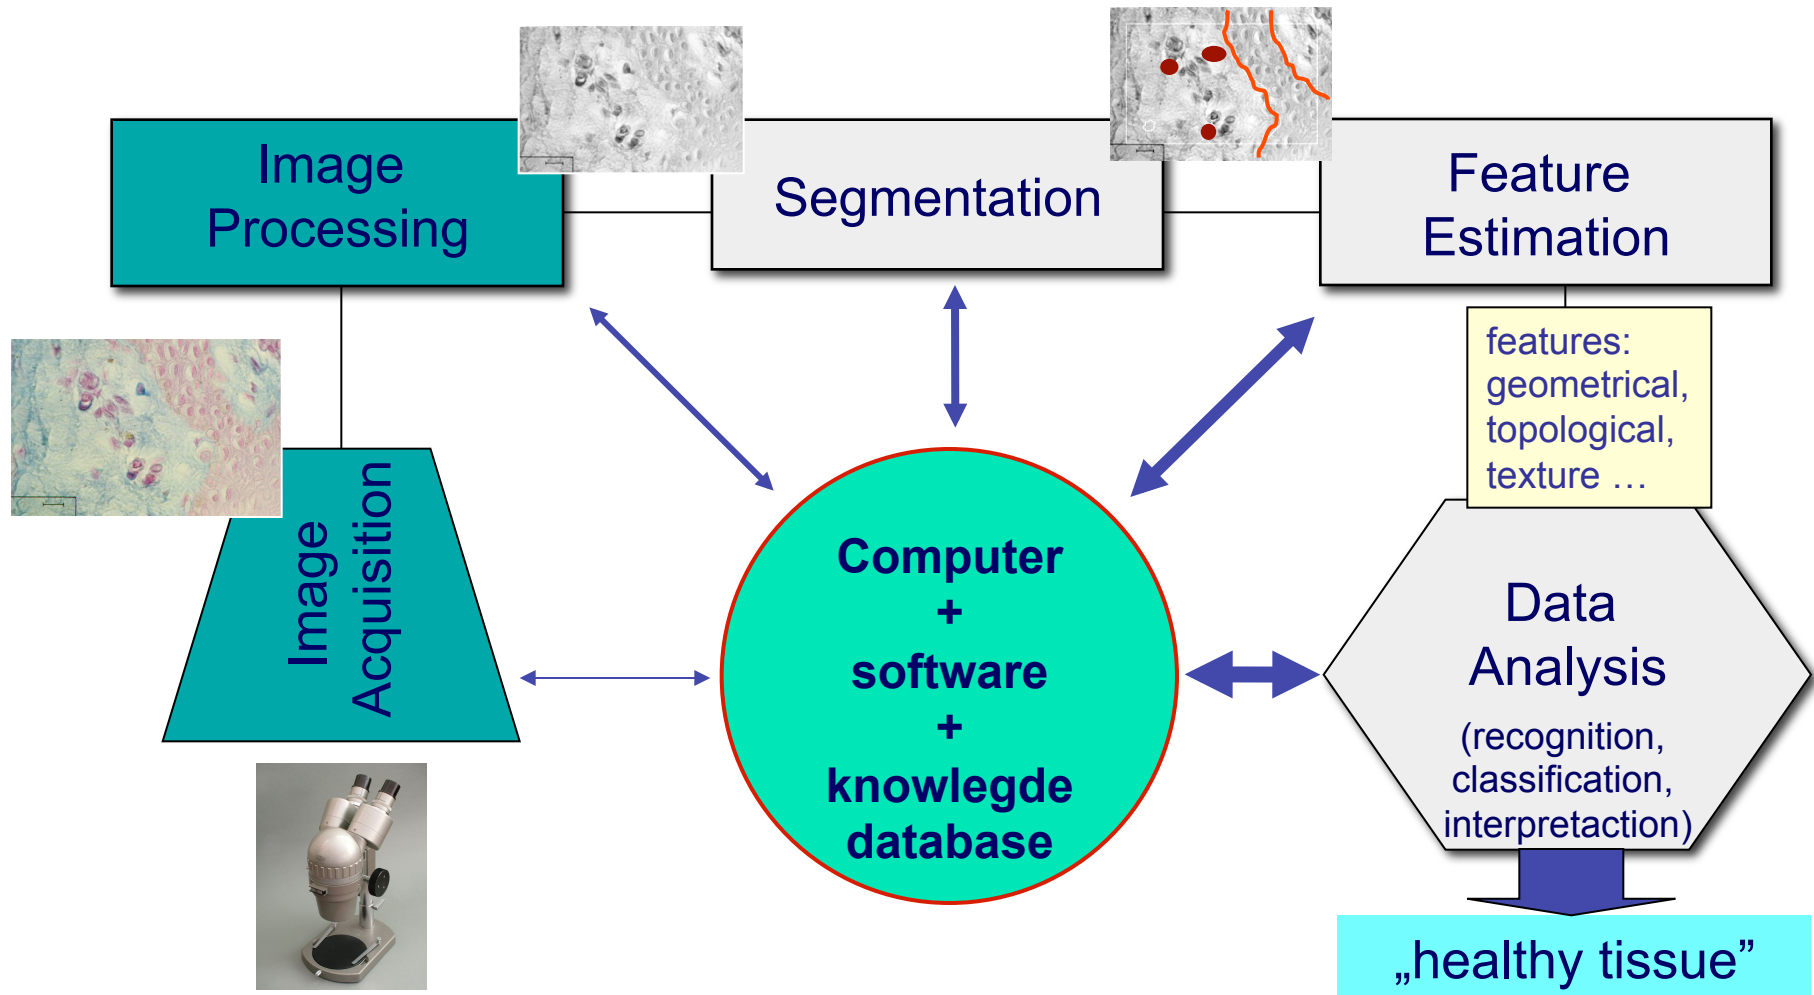 Image
Processing
Segmentation
Feature
Estimation
features:
geometrical,
topological,
texture …
Image
Acquisition
Computer
+
software
+
knowlegde
database
Data
Analysis
(recognition,
classification,
interpretaction)
„healthy tissue”